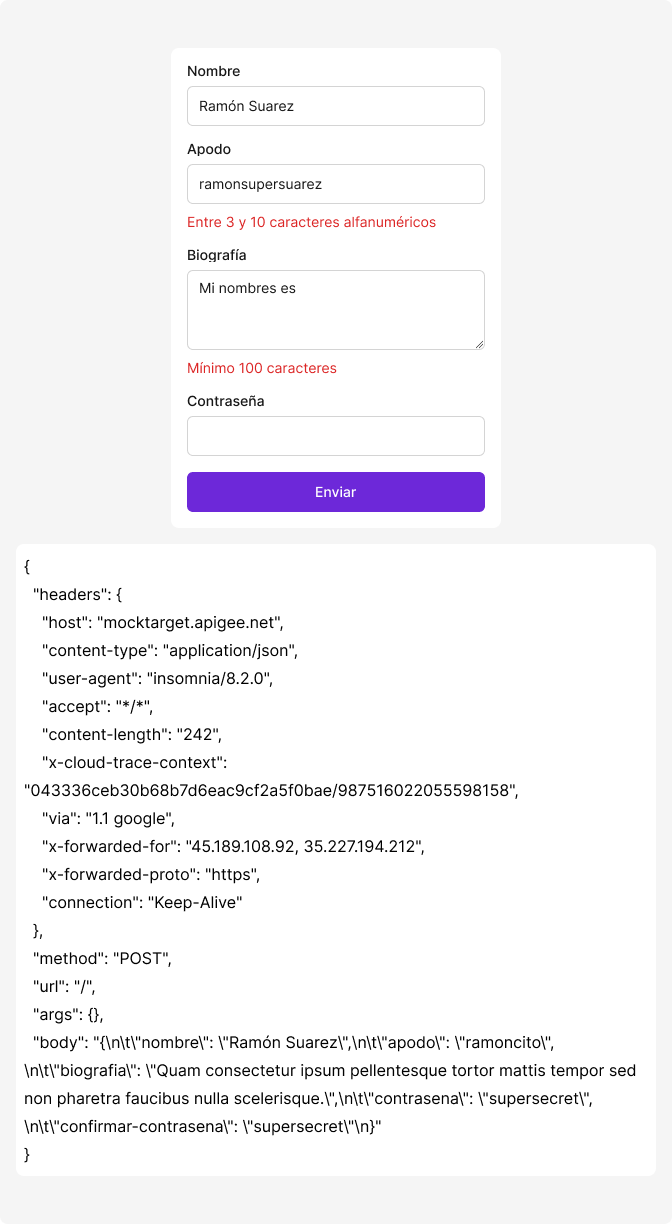 Nombre
Ramón Suarez
Apodo
ramonsupersuarez
Entre 3 y 10 caracteres alfanuméricos
Biografía
Mi nombres es
Mínimo 100 caracteres
Contraseña
Enviar
{
"headers": {
"host": "mocktarget.apigee.net",
"content-type": "application/json",
"user-agent": "insomnia/8.2.0",
"accept": "*/*",
"content-length": "242",
"x-cloud-trace-context":
"043336ceb30b68b7d6eac9cf2a5f0bae/987516022055598158",
"via": "1.1 google",
"x-forwarded-for": "45.189.108.92, 35.227.194.212",
"x-forwarded-proto": "https",
"connection": "Keep-Alive"
},
"method": "POST",
"url": "/",
"args": {},
"body": "{\n\t\"nombre\": \"Ramón Suarez\",\n\t\"apodo\": \"ramoncito\",
\n\t\"biografia\": \"Quam consectetur ipsum pellentesque tortor mattis tempor sed
non pharetra faucibus nulla scelerisque.\",\n\t\"contrasena\": \"supersecret\",
\n\t\"confirmar-contrasena\": \"supersecret\"\n}"
}